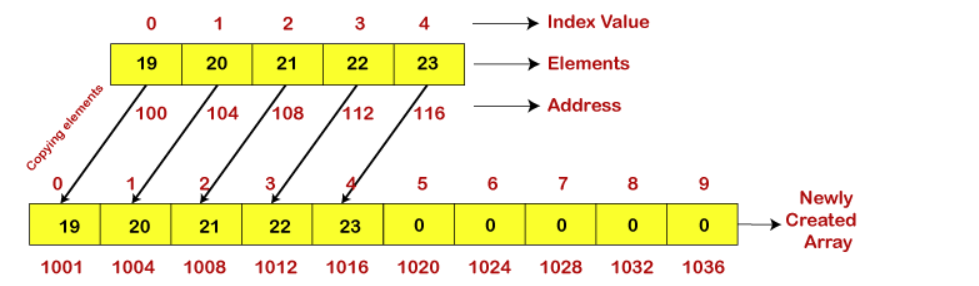 0 1 2 3 4 Index Value
19 20 21 22 23 Elements
100 104 108 112 116 Address
Copying elements
0 1 2 3 4 5 6 7 8 9
19 20 21 22 23 0 0 0 0 0
Newly
Created
Array
1001 1004 1008 1012 1016 1020 1024 1028 1032 1036